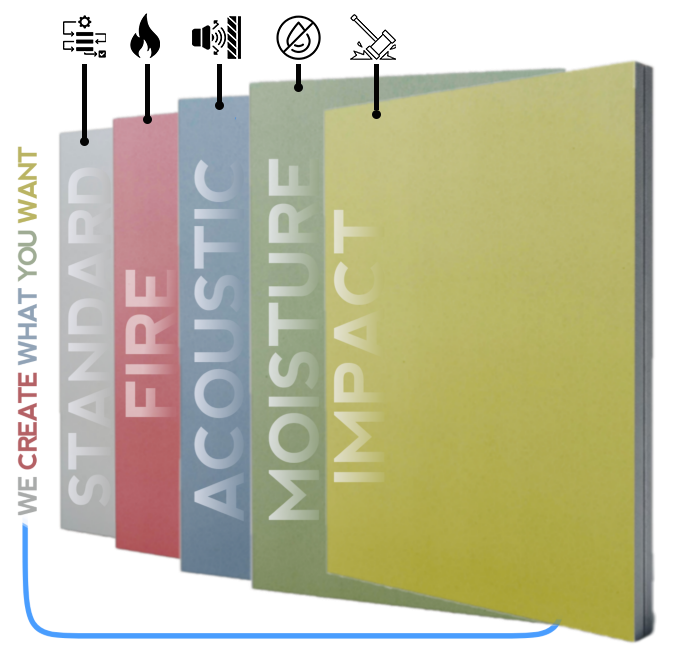 WE CREATE WHAT YOU WANT
STANDARD
FIRE
ACOUSTIC
MOISTURE
IMPACT